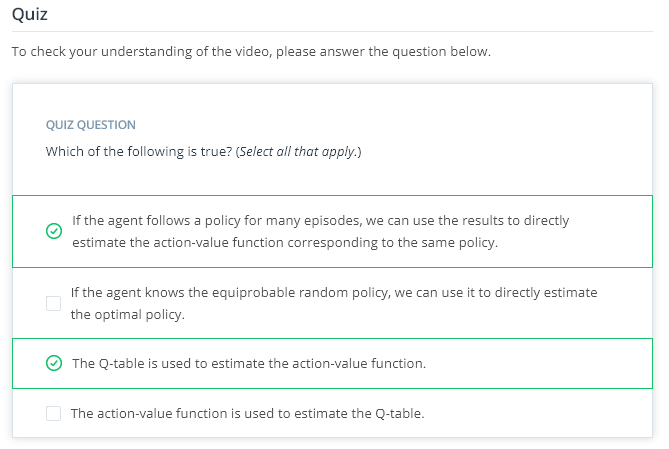 Quiz
To check your understanding of the video, please answer the question below.
QUIZ QUESTION
Which of the following is true? (Select all that apply.)
If the agent follows a policy for many episodes, we can use the results to directly
estimate the action-value function corresponding to the same policy.
If the agent knows the equiprobable random policy, we can use it to directly estimate
the optimal policy.
The Q-table is used to estimate the action-value function.
The action-value function is used to estimate the Q-table.